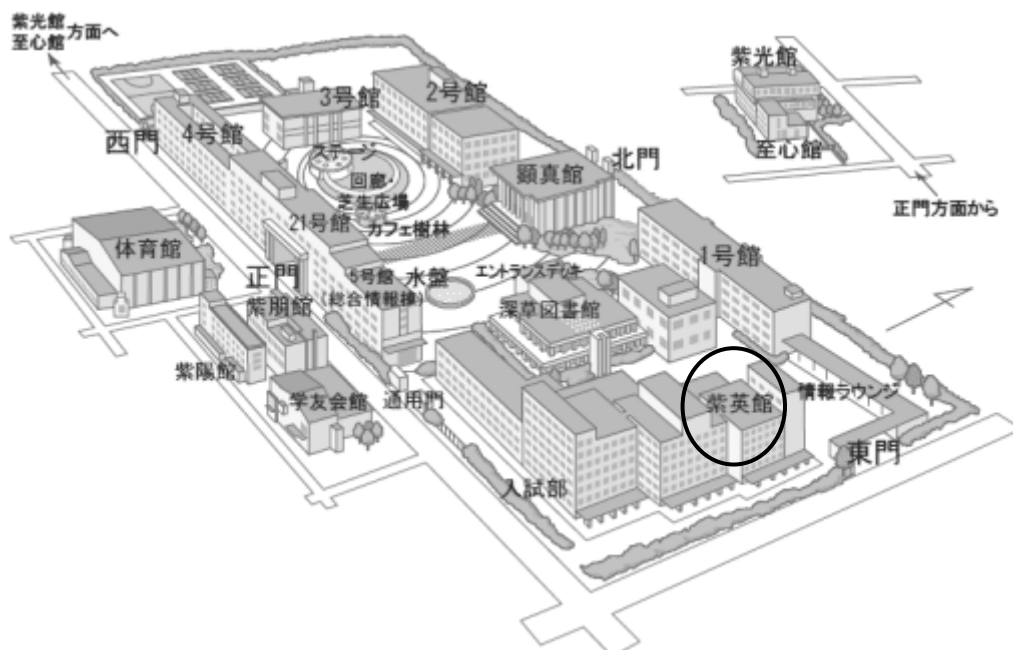 紫光館
至心館
方面へ
紫光館
3号館
2号館
西門
4号館
ステージ
北門
至心館
回廊・
芝生広場
顕真館
正門方面から
21号館
カフェ樹林
体育館
1号館
正門
5号館
(総合情報棟)
水盤
エントランスデッキ
紫朋館
深草図書館
紫陽館
学友会館
通用門
紫英館
情報ラウンジ
東門
入試部